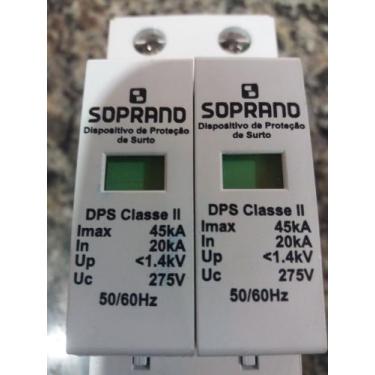 SOPRANO
Dispositivo de Proteção
de Surto
DPS Classe II
Imax 45kA
In 20kA
Up <1.4kV
Uc 275V
50/60Hz
SOPRANO
Dispositivo de Proteção
de Surto
DPS Classe II
Imax 45kA
In 20kA
Up <1.4kV
Uc 275V
50/60Hz